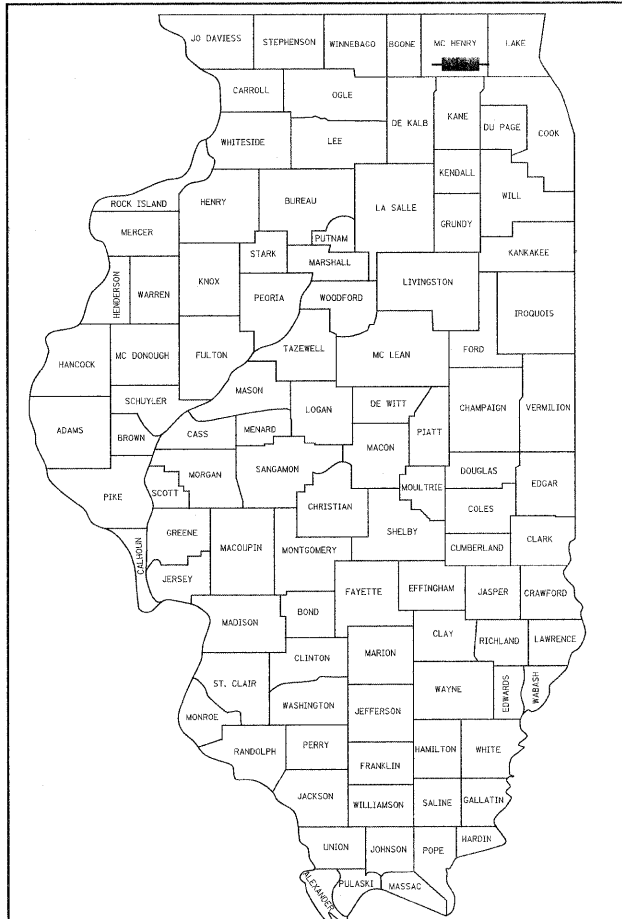 JO DAVIESS
STEPHENSON
WINNEBAGO
BOONE
MC HENRY
LAKE
CARROLL
OGLE
DE KALB
KANE
DU PAGE
COOK
WHITESIDE
LEE
KENDALL
WILL
ROCK ISLAND
HENRY
BUREAU
LA SALLE
GRUNDY
MERCER
PUTNAM
KANKAKEE
STARK
MARSHALL
HENDERSON
WARREN
KNOX
PEORIA
WOODFORD
LIVINGSTON
IROQUOIS
HANCOCK
MC DONOUGH
FULTON
TAZEWELL
MC LEAN
FORD
SCHUYLER
MASON
LOGAN
DE WITT
CHAMPAIGN
VERMILION
ADAMS
BROWN
CASS
MENARD
MACON
PIATT
PIKE
SCOTT
MORGAN
SANGAMON
CHRISTIAN
MOULTRIE
DOUGLAS
EDGAR
COLES
CALHOUN
GREENE
MACOUPIN
MONTGOMERY
SHELBY
CUMBERLAND
CLARK
JERSEY
FAYETTE
EFFINGHAM
JASPER
CRAWFORD
MADISON
BOND
CLAY
RICHLAND
LAWRENCE
CLINTON
MARION
ST. CLAIR
WAYNE
EDWARDS
WABASH
MONROE
WASHINGTON
JEFFERSON
RANDOLPH
PERRY
HAMILTON
WHITE
FRANKLIN
JACKSON
WILLIAMSON
SALINE
GALLATIN
UNION
JOHNSON
POPE
HARDIN
ALEXANDER
PULASKI
MASSAC